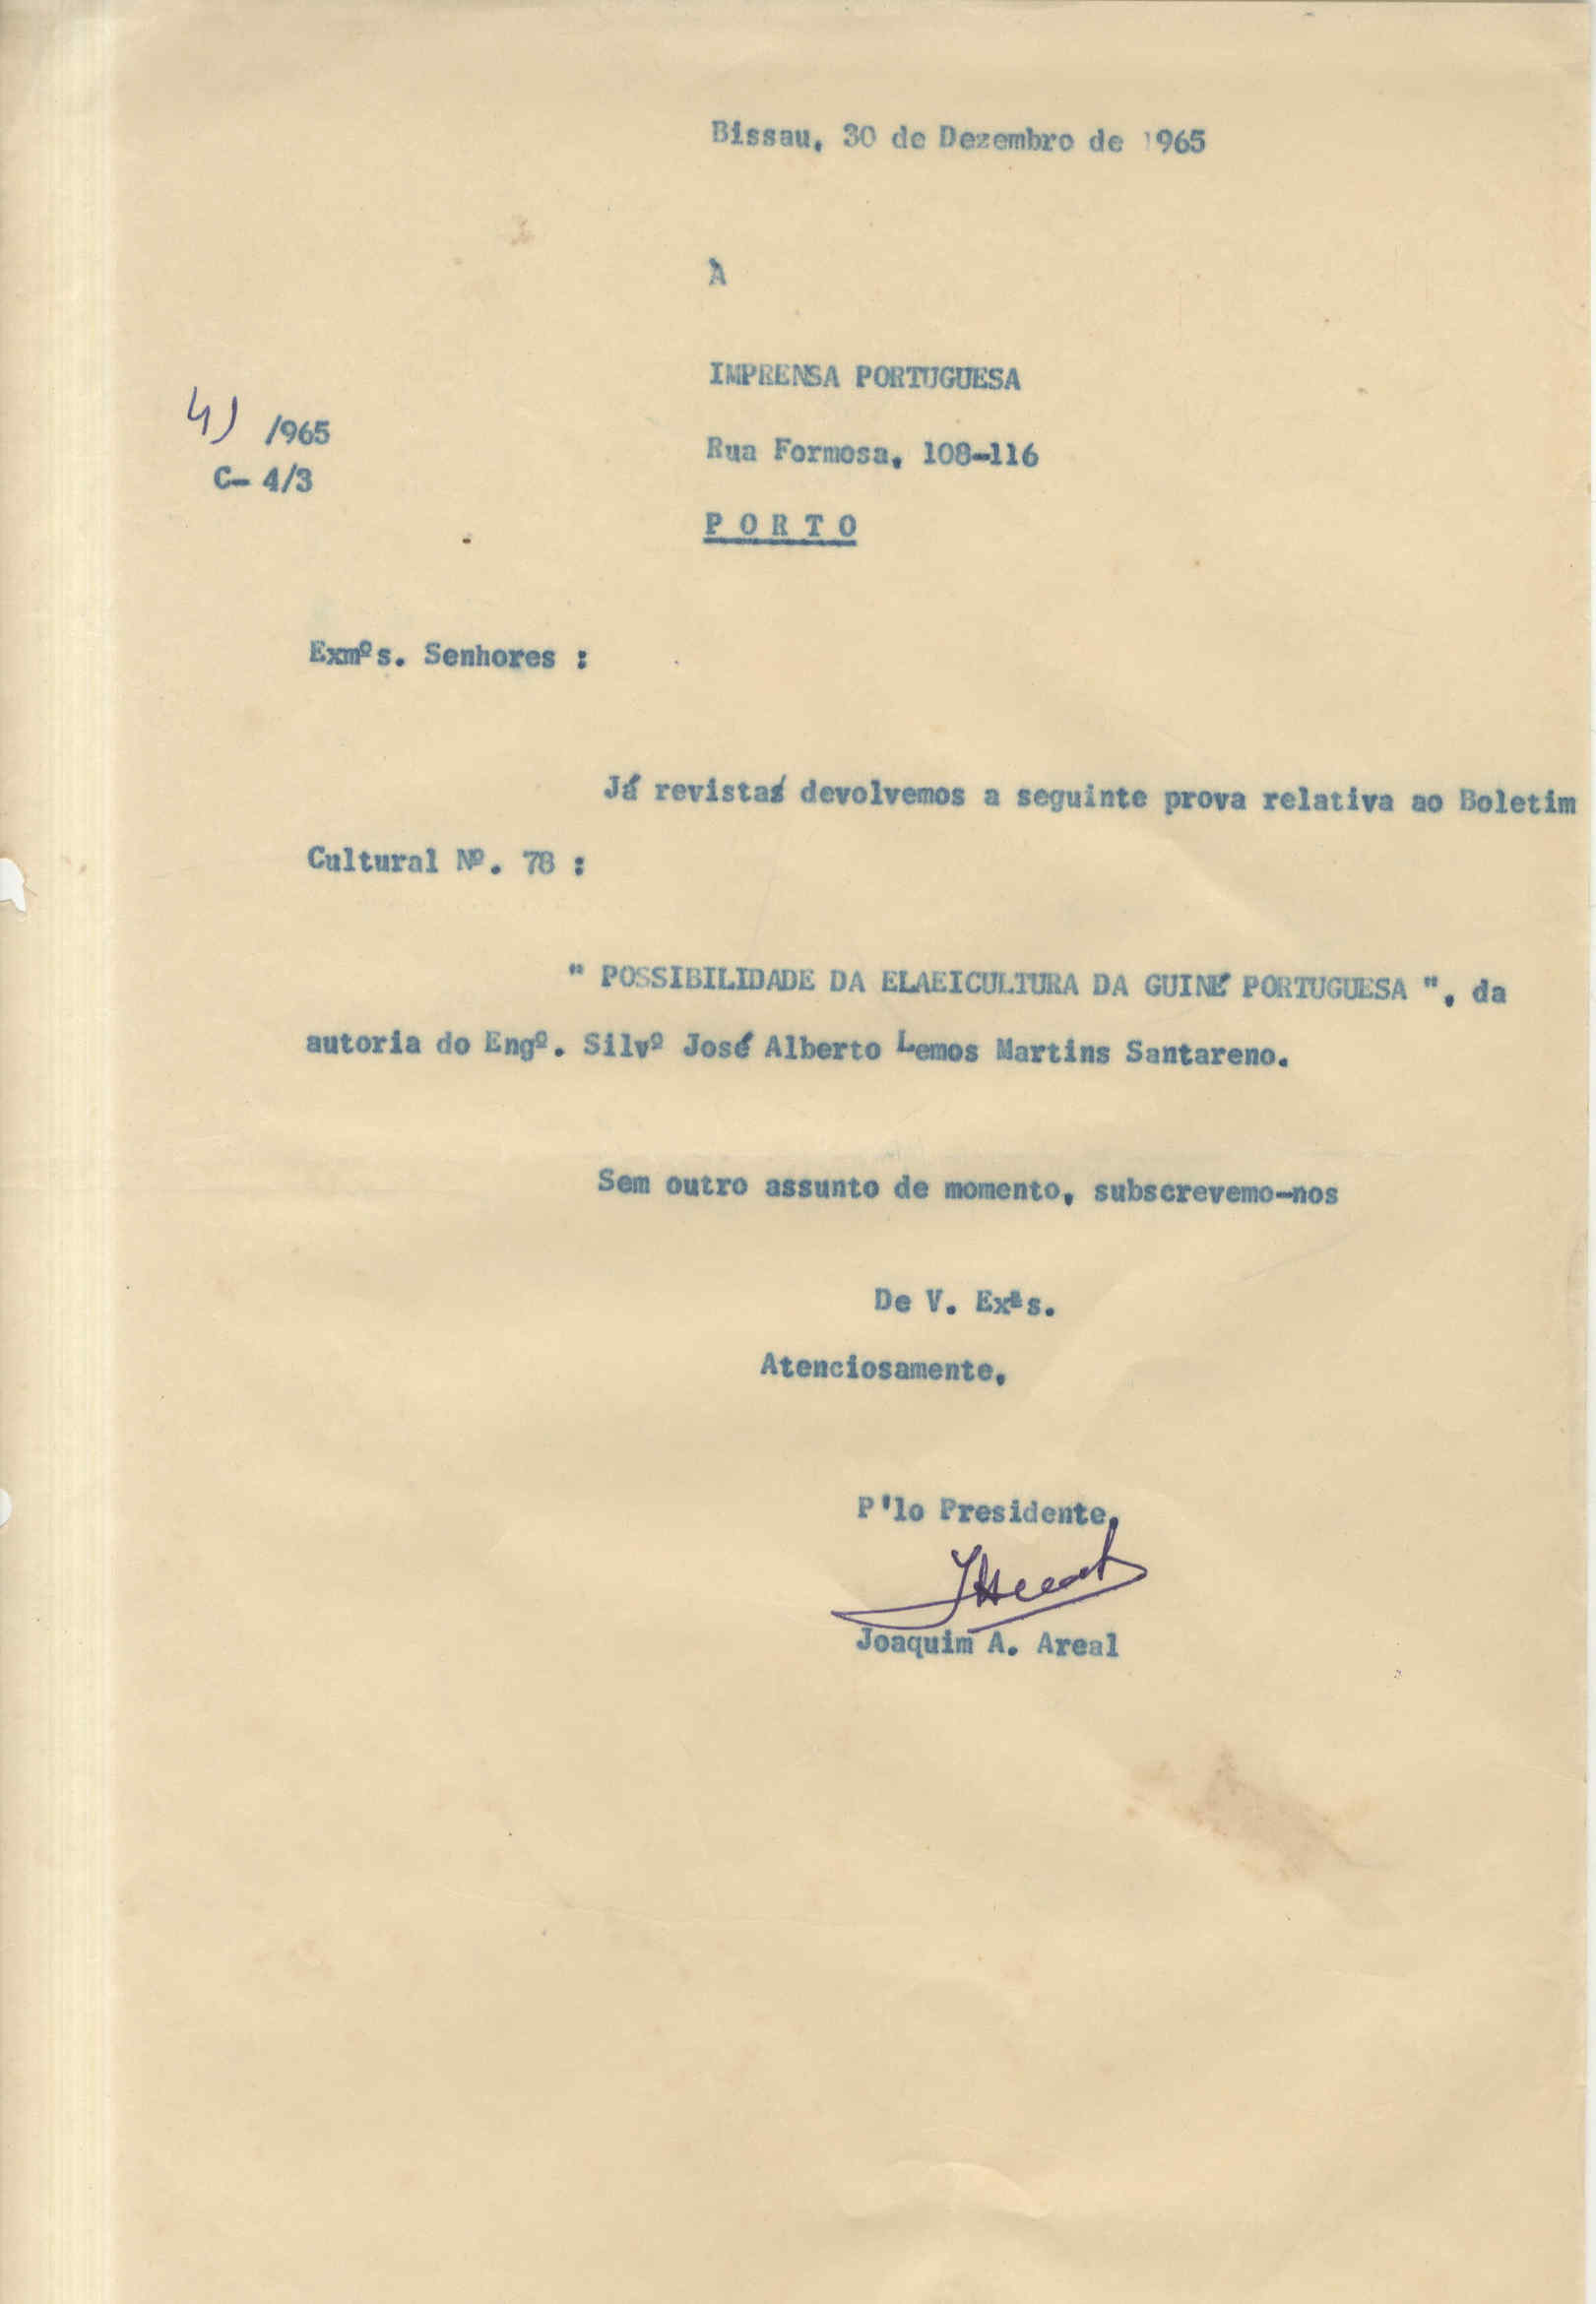 Bissau, 30 de Dezembro de 1965
À
IMPRENSA PORTUGUESA
/965
Rua Formosa, 108-116
C- 4/3
PORTO
Exmºs. Senhores :
Já revista devolvemos a seguinte prova relativa ao Boletim
Cultural Nº. 78 :
" POSSIBILIDADE DA ELAEICULTURA DA GUINÉ PORTUGUESA ", da
autoria do Engº. Silvº José Alberto Lemos Martins Santareno.
Sem outro assunto de momento, subscrevemo-nos
De V. Exªs.
Atenciosamente,
P'lo Presidente,
Joaquim A. Areal